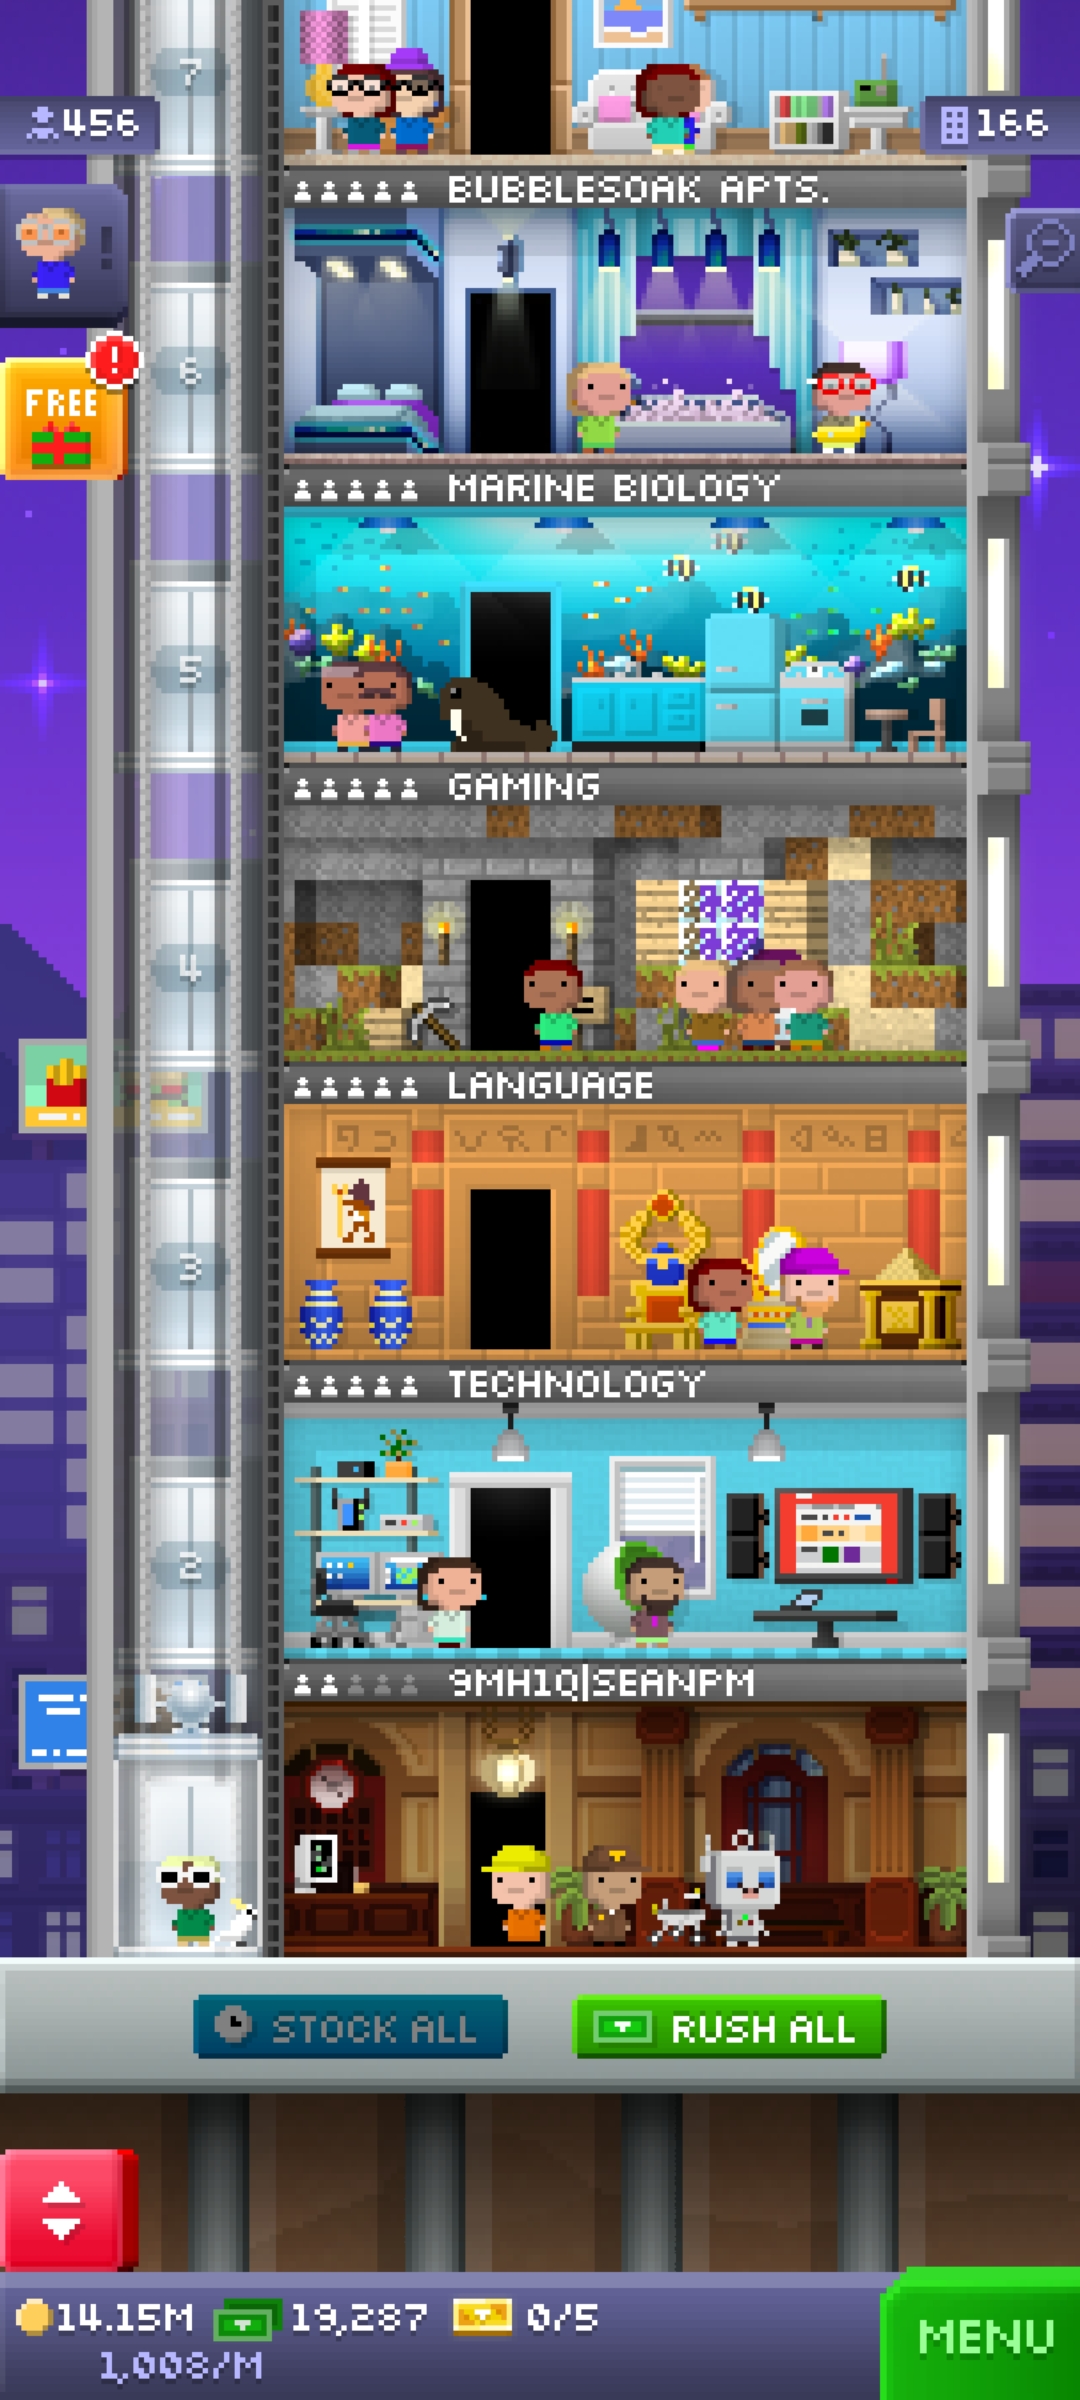 7
456
166
BUBBLESOAK APTS.
6
FREE
!
MARINE BIOLOGY
5
GAMING
4
LANGUAGE
3
TECHNOLOGY
2
9MH1Q|SEANPM
STOCK ALL
RUSH ALL
14.15M
19,287
0/5
1,008/M
MENU